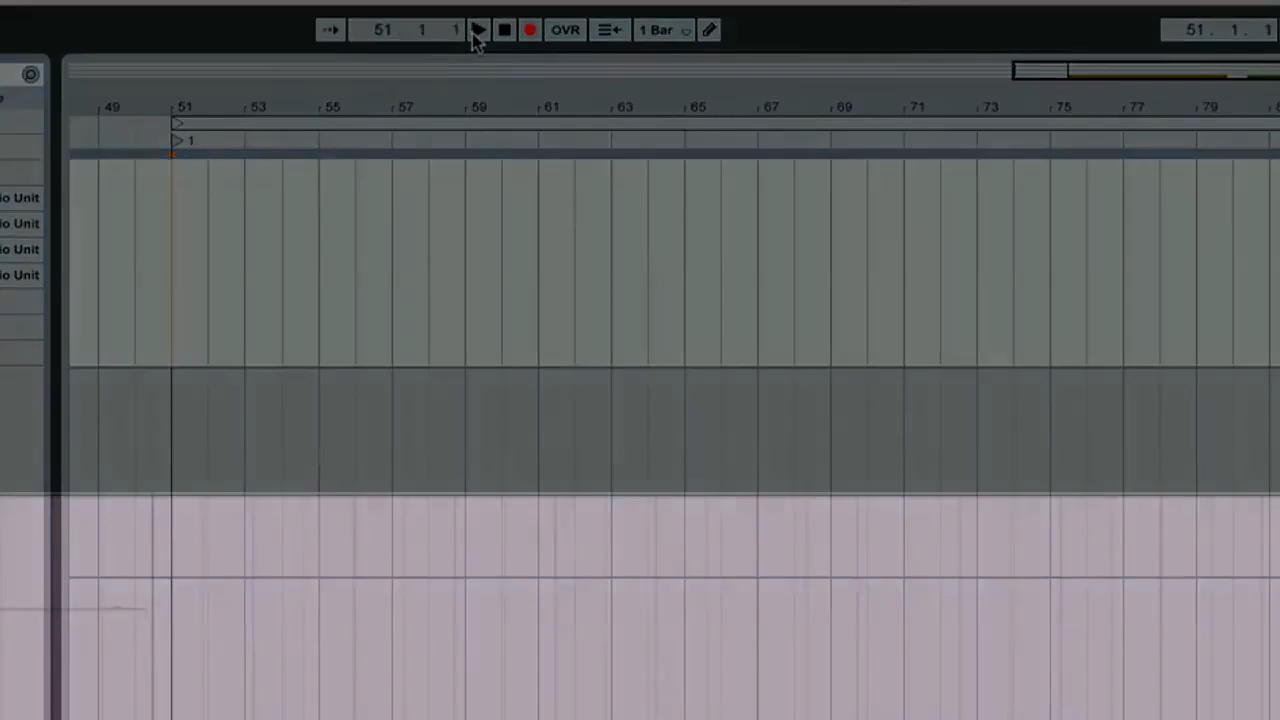 51. 1 1 OVR 1 Bar 51. 1. 1
49 51 53 55 57 59 61 63 65 67 69 71 73 75 77 79
1
io Unit
io Unit
io Unit
io Unit